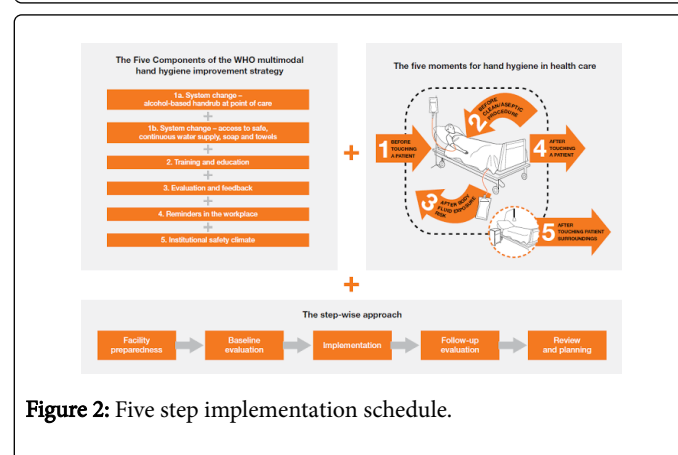 The Five Components of the WHO multimodal
hand hygiene improvement strategy
1a. System change –
alcohol-based handrub at point of care
+
1b. System change – access to safe,
continuous water supply, soap and towels
+
2. Training and education
+
3. Evaluation and feedback
+
4. Reminders in the workplace
+
5. Institutional safety climate
+
The five moments for hand hygiene in health care
1 BEFORE
TOUCHING
A PATIENT
2 BEFORE
CLEAN/ASEPTIC
PROCEDURE
3 AFTER BODY
FLUID EXPOSURE
RISK
4 AFTER
TOUCHING
A PATIENT
5 AFTER
TOUCHING PATIENT
SURROUNDINGS
+
The step-wise approach
Facility
preparedness
Baseline
evaluation
Implementation
Follow-up
evaluation
Review
and planning
Figure 2: Five step implementation schedule.